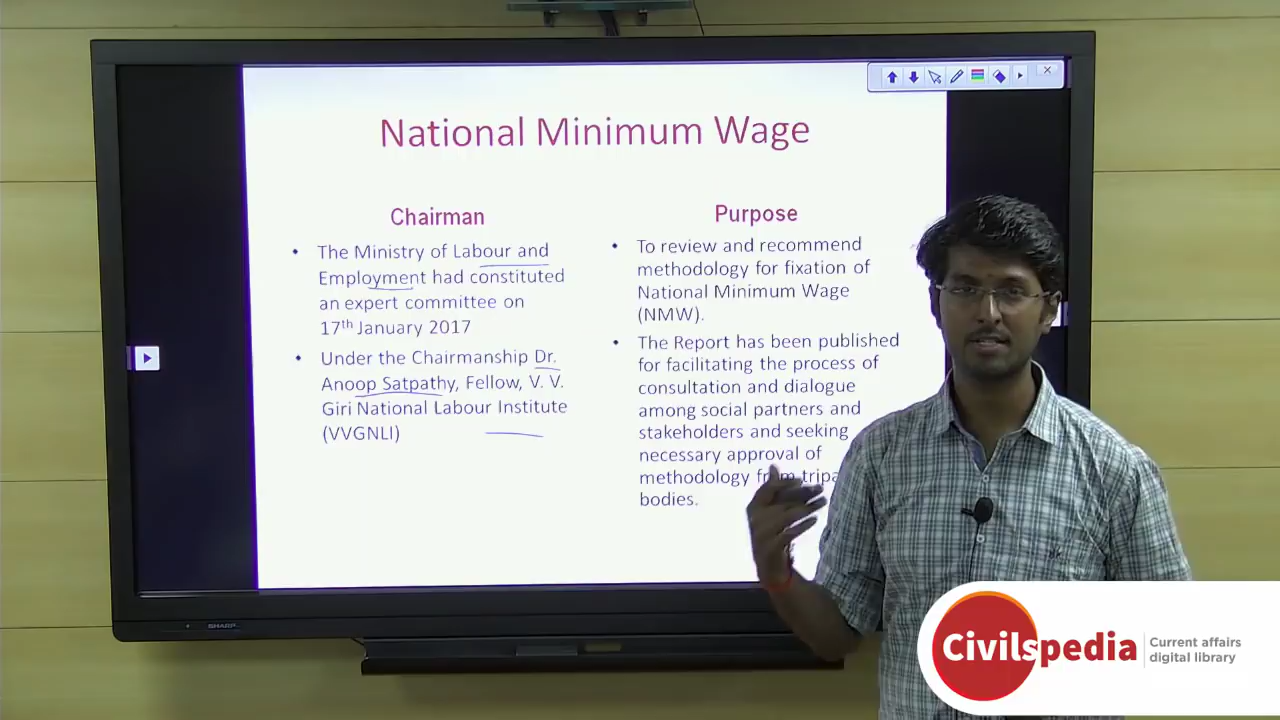 National Minimum Wage
Chairman
• The Ministry of Labour and
Employment had constituted
an expert committee on
17th January 2017
• Under the Chairmanship Dr.
Anoop Satpathy, Fellow, V. V.
Giri National Labour Institute
(VVGNLI)
Purpose
• To review and recommend
methodology for fixation of
National Minimum Wage
(NMW).
• The Report has been published
for facilitating the process of
consultation and dialogue
among social partners and
stakeholders and seeking
necessary approval of
methodology from tripa
bodies.
SHARP
Civilspedia
Current affairs
digital library